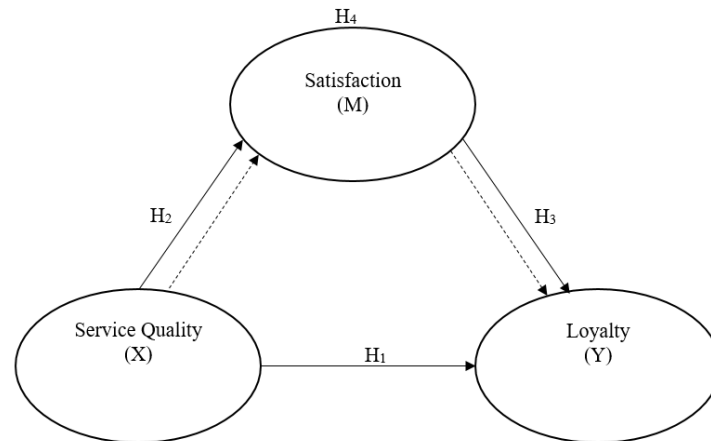 H₄
Satisfaction
(M)
H₂
H₃
Service Quality
(X)
H₁
Loyalty
(Y)